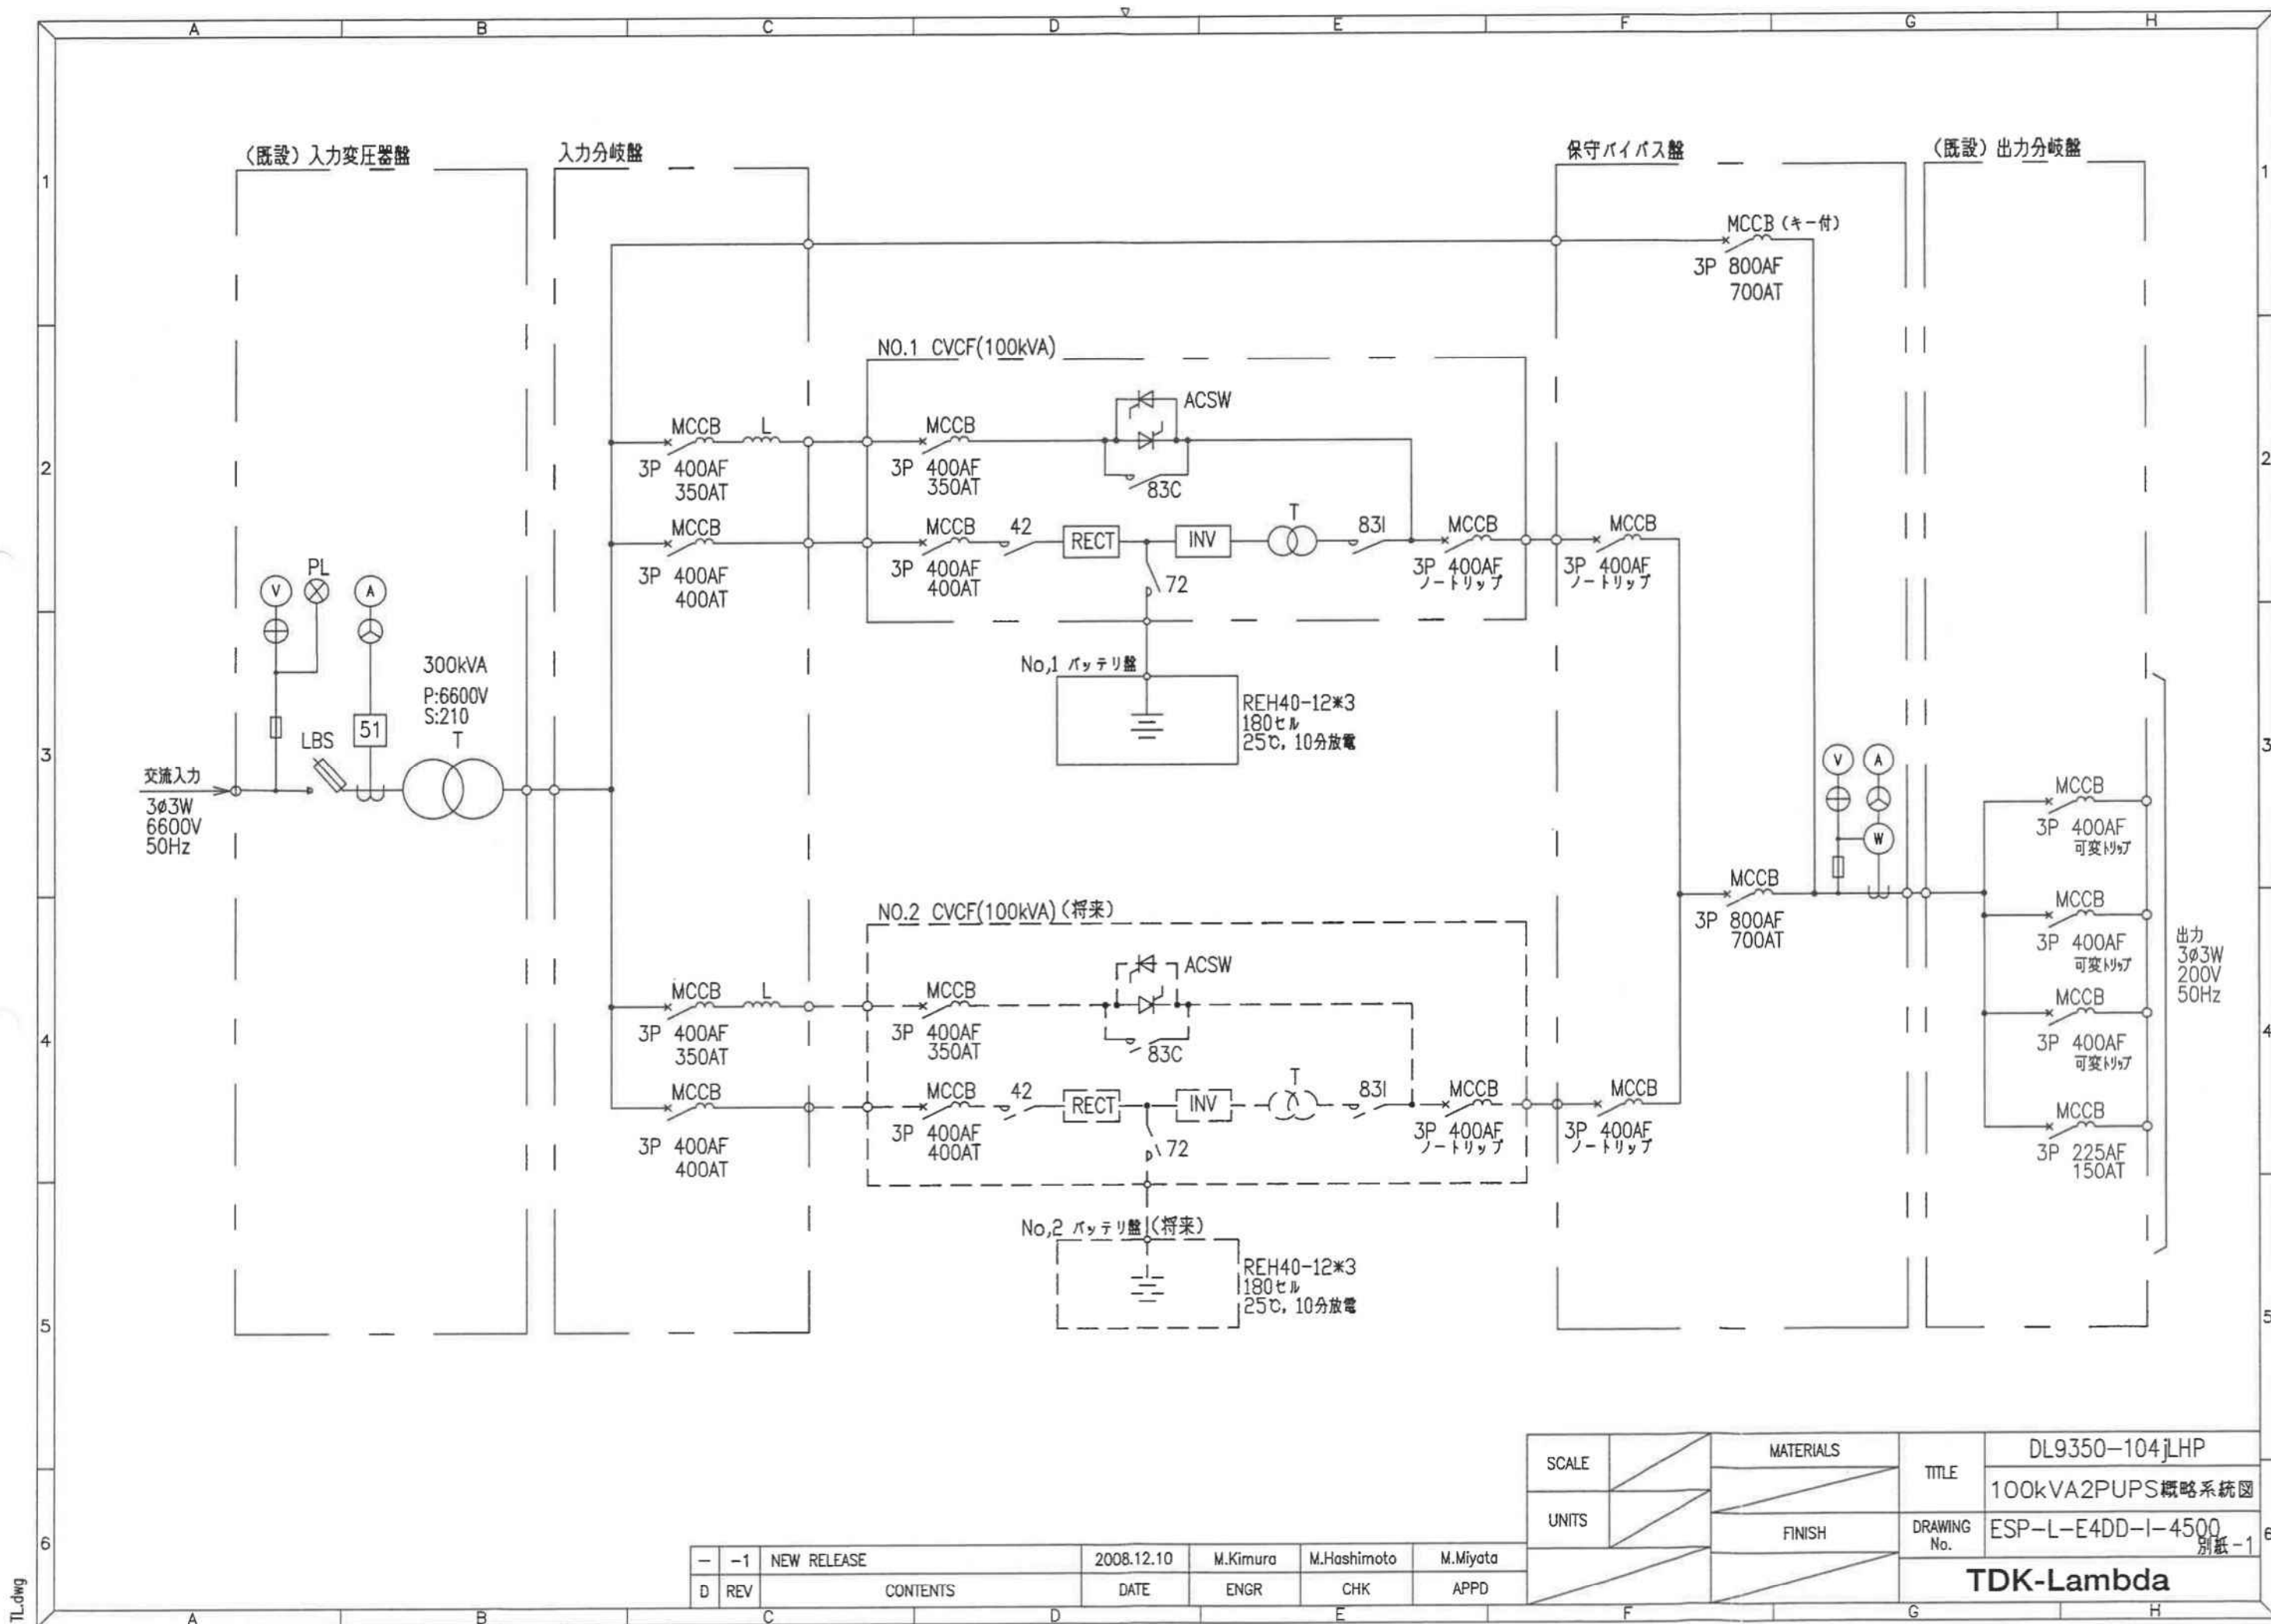 A B C D E F G H
(既設)入力変圧器盤
入力分岐盤
保守バイパス盤
(既設)出力分岐盤
1
1
MCCB(キー付)
3P 800AF
700AT
NO.1 CVCF(100kVA)
ACSW
MCCB L
3P 400AF
350AT
MCCB
3P 400AF
350AT
83C
2
2
MCCB
3P 400AF
400AT
MCCB 42
3P 400AF
400AT
RECT
INV
T
83I
72
MCCB
3P 400AF
ノートリップ
MCCB
3P 400AF
ノートリップ
V
PL
A
300kVA
P:6600V
S:210
T
51
LBS
交流入力
3ø3W
6600V
50Hz
No,1 バッテリ盤
REH40-12*3
180セル
25℃, 10分放電
3
3
V A
W
MCCB
3P 800AF
700AT
MCCB
3P 400AF
可変トリップ
MCCB
3P 400AF
可変トリップ
MCCB
3P 400AF
可変トリップ
MCCB
3P 225AF
150AT
出力
3ø3W
200V
50Hz
NO.2 CVCF(100kVA)(将来)
ACSW
MCCB L
3P 400AF
350AT
MCCB
3P 400AF
350AT
83C
4
4
MCCB
3P 400AF
400AT
MCCB 42
3P 400AF
400AT
RECT
INV
T
83I
72
MCCB
3P 400AF
ノートリップ
MCCB
3P 400AF
ノートリップ
No,2 バッテリ盤(将来)
REH40-12*3
180セル
25℃, 10分放電
5
5
SCALE
MATERIALS
TITLE
DL9350-104jLHP
100kVA2PUPS概略系統図
UNITS
FINISH
DRAWING No.
ESP-L-E4DD-I-4500
別紙-1
TDK-Lambda
6
6
- -1 NEW RELEASE 2008.12.10 M.Kimura M.Hashimoto M.Miyata
D REV CONTENTS DATE ENGR CHK APPD
TL.dwg
A B C D E F G H